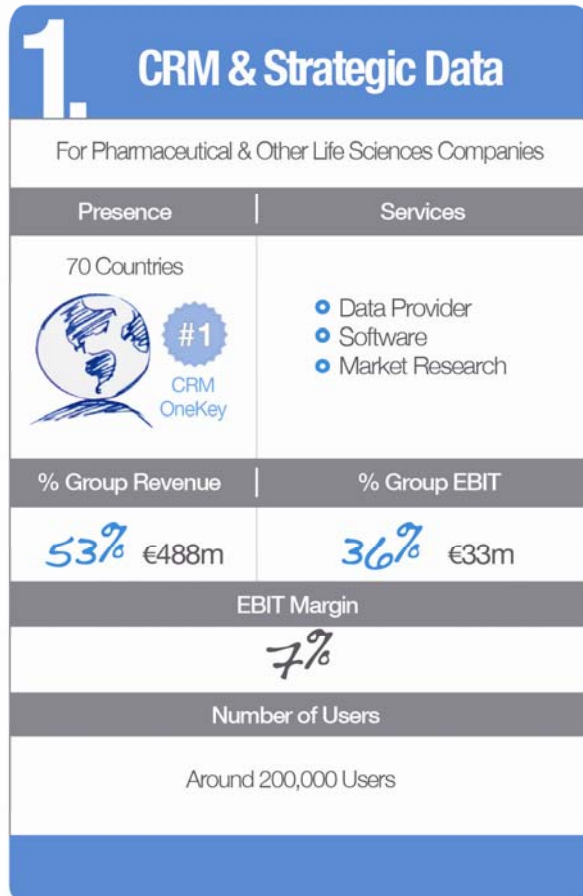 1. CRM & Strategic Data
For Pharmaceutical & Other Life Sciences Companies
Presence
Services
70 Countries
#1
CRM
OneKey
Data Provider
Software
Market Research
% Group Revenue
% Group EBIT
53% €488m
36% €33m
EBIT Margin
7%
Number of Users
Around 200,000 Users